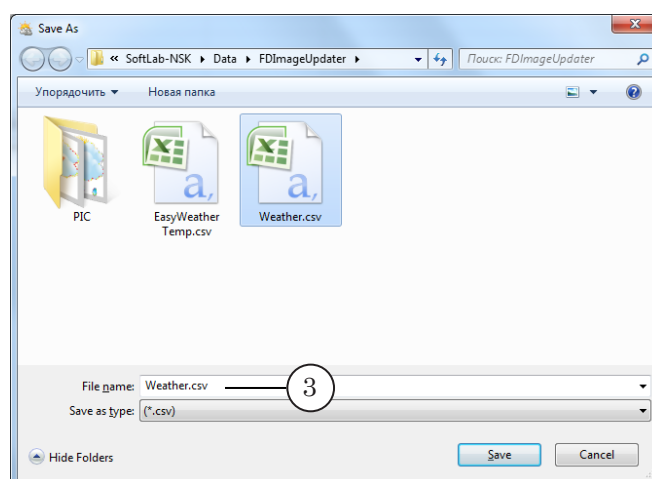 Save As
« SoftLab-NSK ▸ Data ▸ FDImageUpdater ▸
Поиск: FDImageUpdater
Упорядочить ▾ Новая папка
PIC
EasyWeather
Temp.csv
Weather.csv
File name: Weather.csv
3
Save as type: (*.csv)
Hide Folders
Save
Cancel